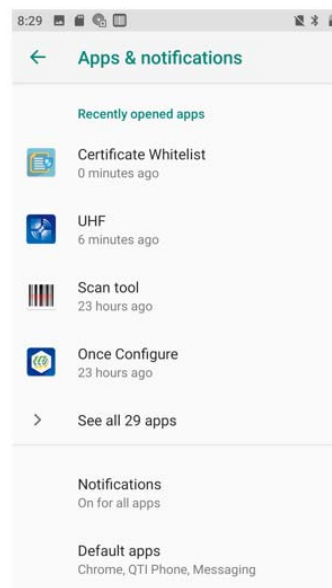 8:29
Apps & notifications
Recently opened apps
Certificate Whitelist
0 minutes ago
UHF
6 minutes ago
Scan tool
23 hours ago
Once Configure
23 hours ago
See all 29 apps
Notifications
On for all apps
Default apps
Chrome, QTI Phone, Messaging